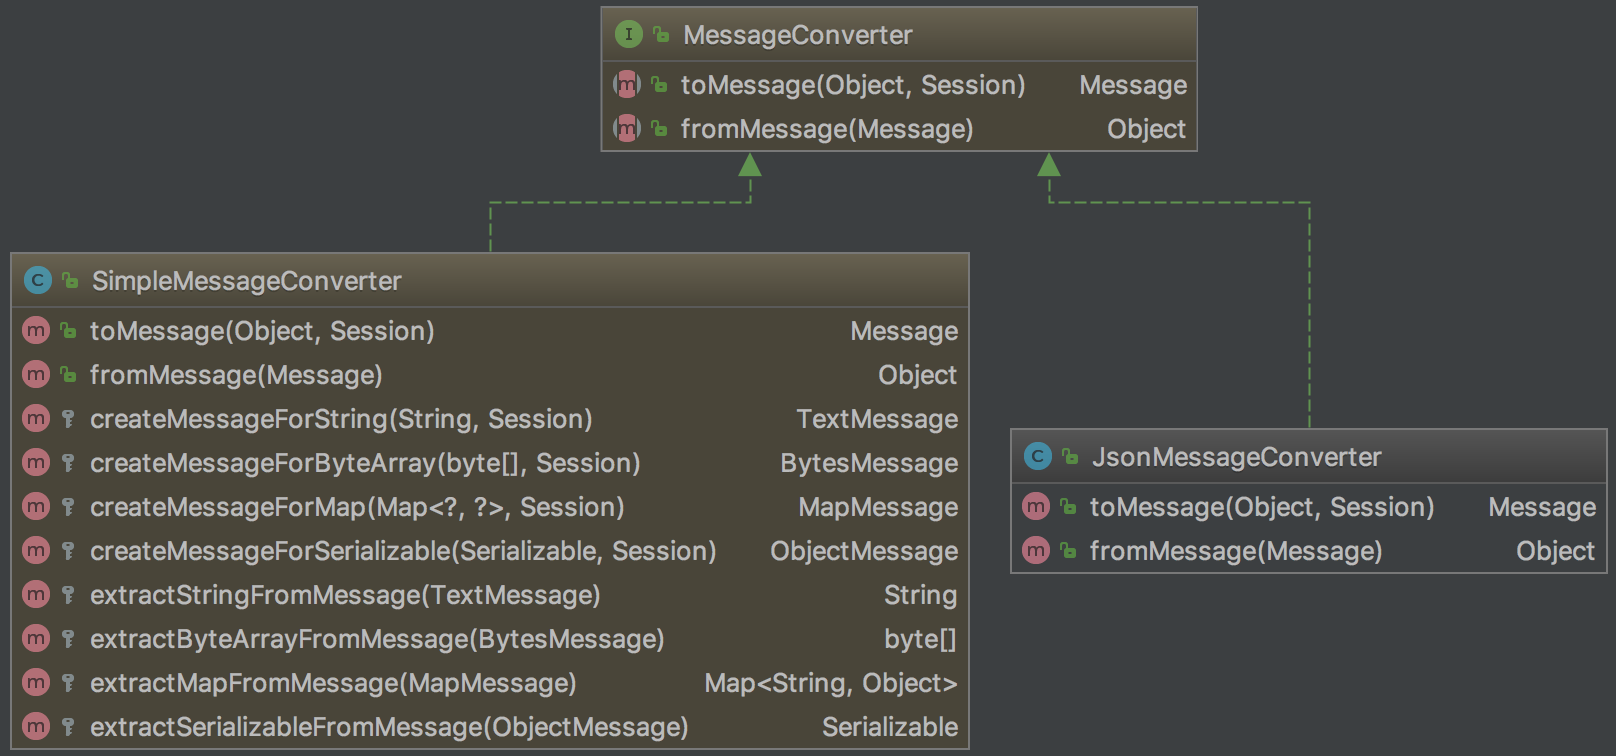 I MessageConverter
m toMessage(Object, Session) Message
m fromMessage(Message) Object
C SimpleMessageConverter
m toMessage(Object, Session) Message
m fromMessage(Message) Object
m createMessageForString(String, Session) TextMessage
m createMessageForByteArray(byte[], Session) BytesMessage
m createMessageForMap(Map<?, ?>, Session) MapMessage
m createMessageForSerializable(Serializable, Session) ObjectMessage
m extractStringFromMessage(TextMessage) String
m extractByteArrayFromMessage(BytesMessage) byte[]
m extractMapFromMessage(MapMessage) Map<String, Object>
m extractSerializableFromMessage(ObjectMessage) Serializable
C JsonMessageConverter
m toMessage(Object, Session) Message
m fromMessage(Message) Object